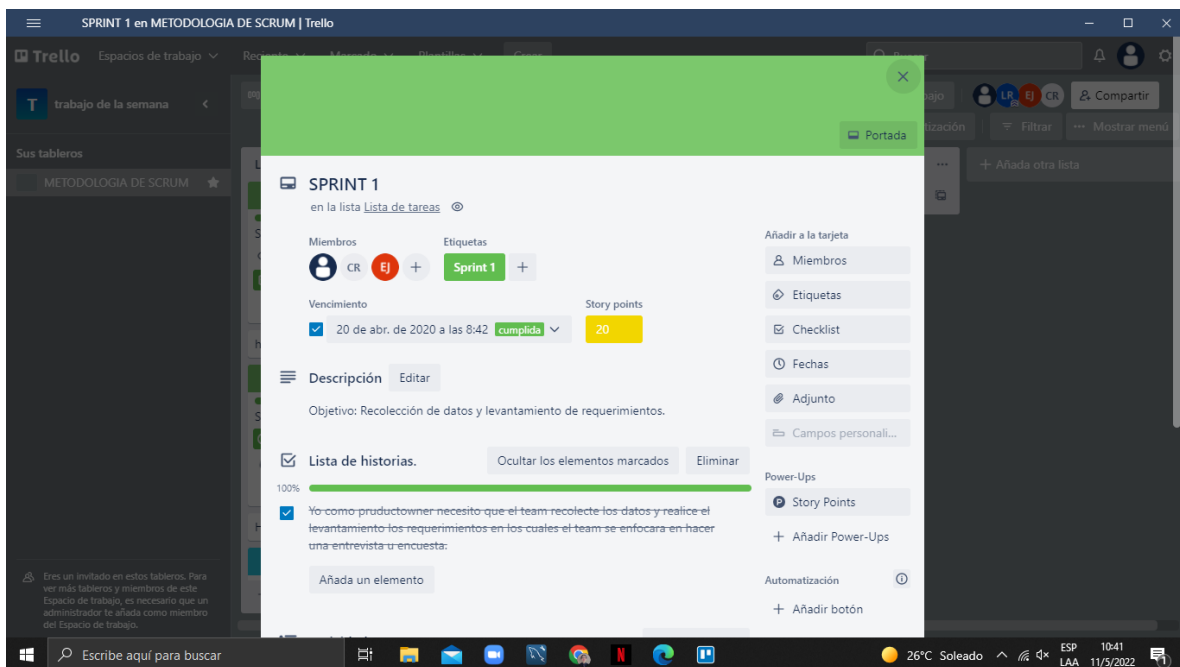 SPRINT 1 en METODOLOGIA DE SCRUM | Trello
Trello Espacios de trabajo Marcado Plantillas Crear
T trabajo de la semana
LR EJ CR Compartir
Portada
Filtrar ... Mostrar menú
Sus tableros
METODOLOGIA DE SCRUM
+ Añada otra lista
SPRINT 1
en la lista Lista de tareas
Miembros Etiquetas
CR EJ + Sprint 1 +
Vencimiento Story points
20 de abr. de 2020 a las 8:42 cumplida 20
Descripción Editar
Objetivo: Recolección de datos y levantamiento de requerimientos.
Lista de historias. Ocultar los elementos marcados Eliminar
100%
Yo como pruductowner necesito que el team recolecte los datos y realice el
levantamiento los requerimientos en los cuales el team se enfocara en hacer
una entrevista u encuesta.
Añada un elemento
Añadir a la tarjeta
Miembros
Etiquetas
Checklist
Fechas
Adjunto
Campos personali...
Power-Ups
Story Points
+ Añadir Power-Ups
Automatización
+ Añadir botón
Eres un invitado en estos tableros. Para
ver más tableros y miembros de este
Espacio de trabajo, es necesario que un
administrador te añada como miembro
del Espacio de trabajo.
Escribe aquí para buscar
26°C Soleado
ESP
LAA
10:41
11/5/2022